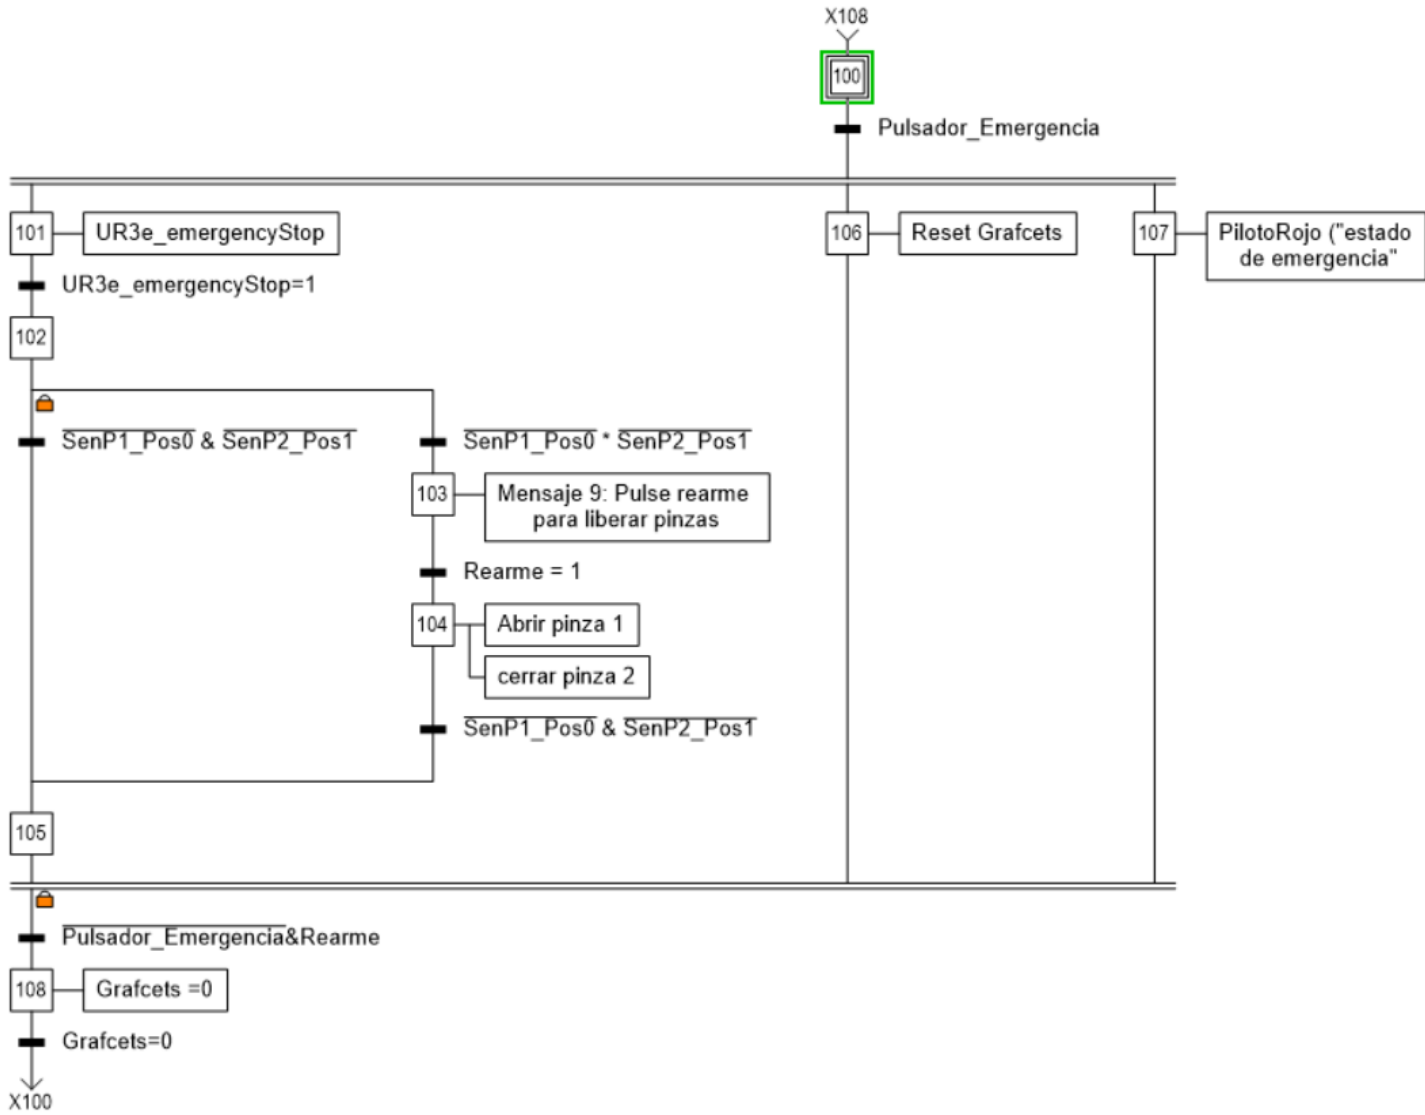 X108
100
Pulsador_Emergencia
101
UR3e_emergencyStop
106
Reset Grafcets
107
PilotoRojo ("estado
de emergencia"
UR3e_emergencyStop=1
102
SenP1_Pos0 & SenP2_Pos1
SenP1_Pos0 * SenP2_Pos1
103
Mensaje 9: Pulse rearme
para liberar pinzas
Rearme = 1
104
Abrir pinza 1
cerrar pinza 2
SenP1_Pos0 & SenP2_Pos1
105
Pulsador_Emergencia&Rearme
108
Grafcets =0
Grafcets=0
X100